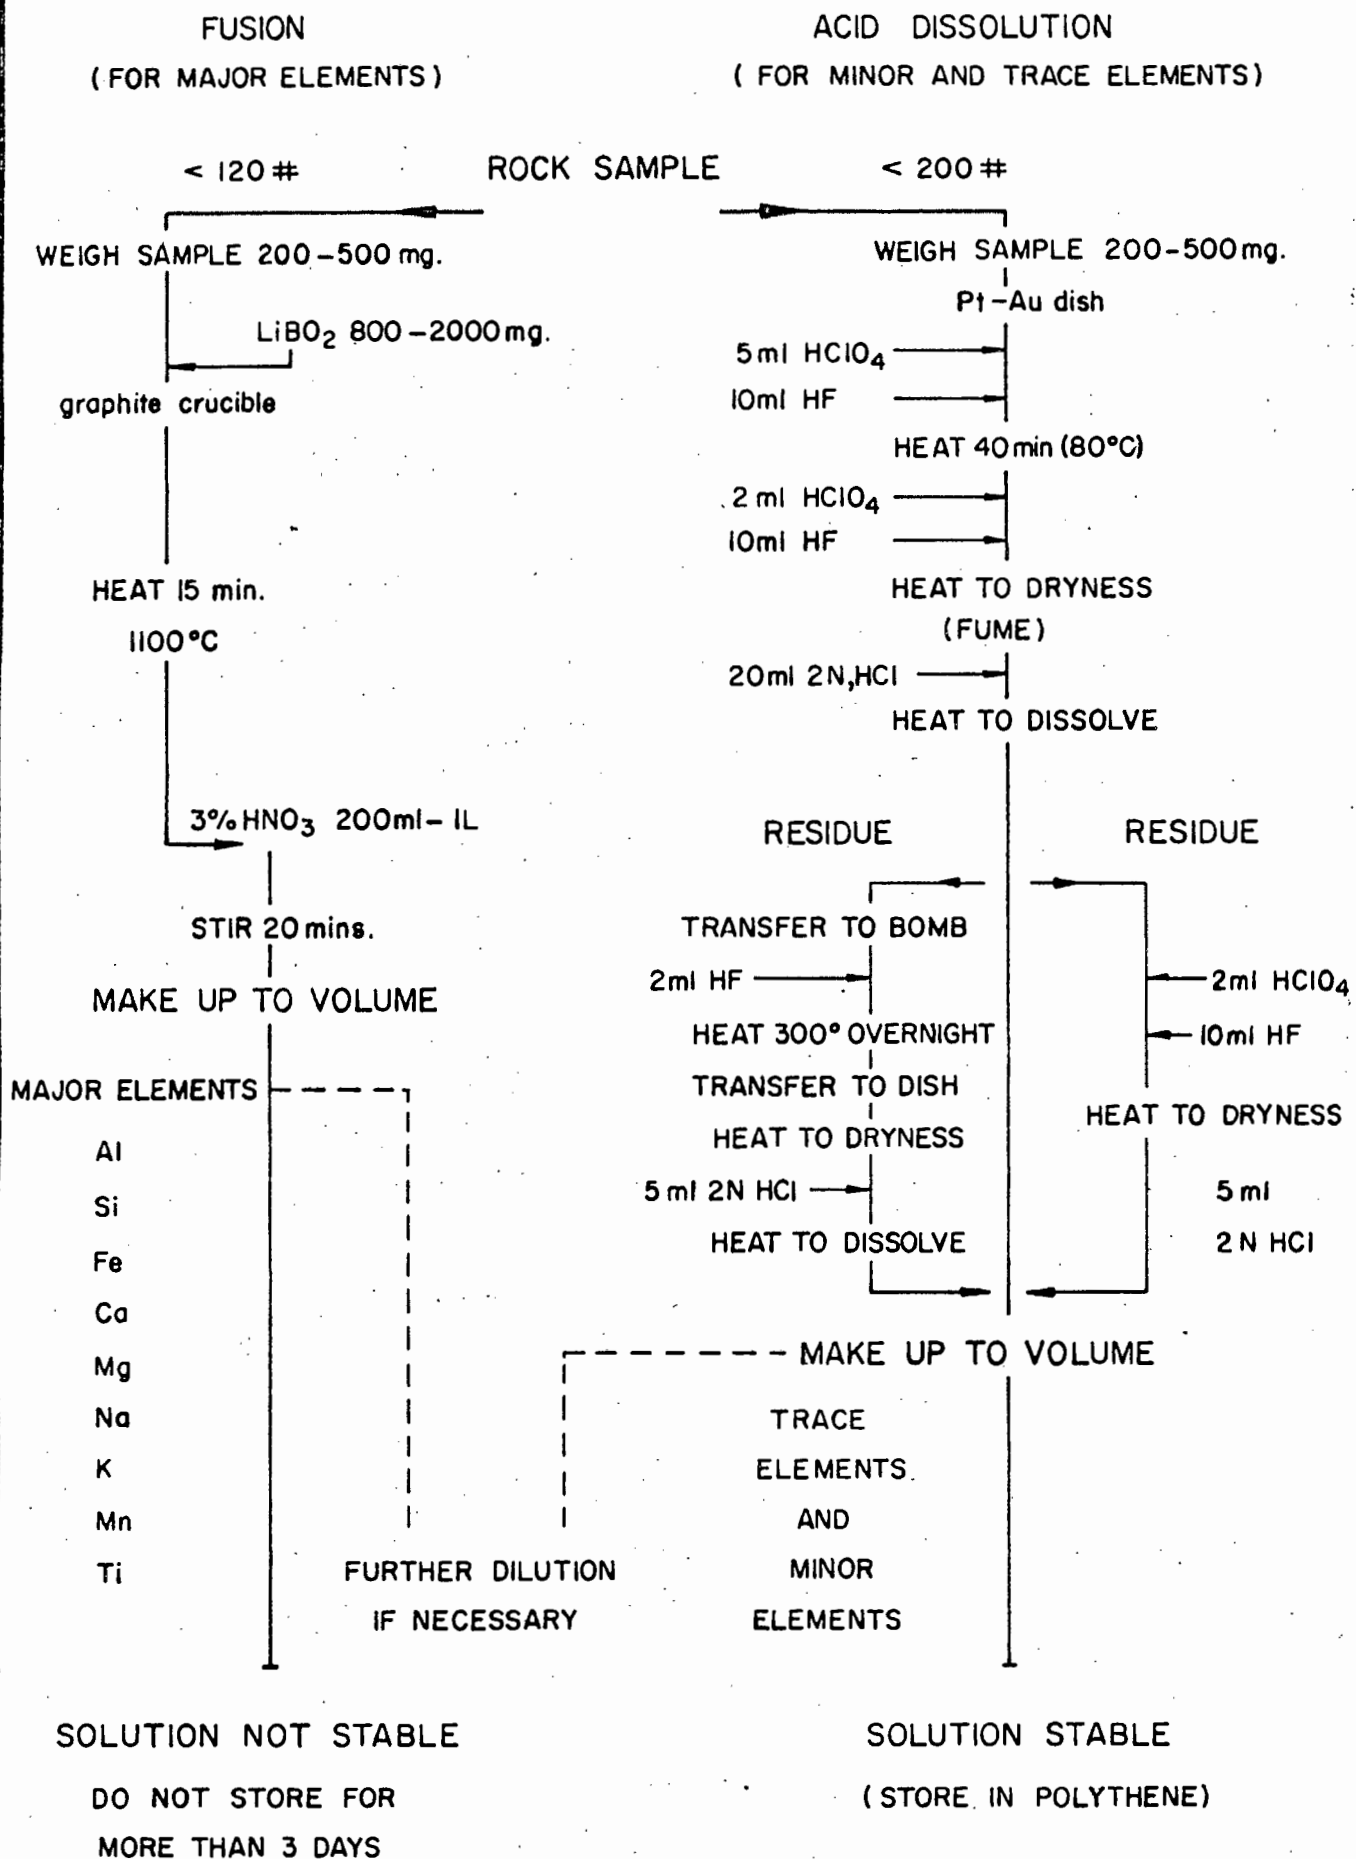 FUSION
(FOR MAJOR ELEMENTS)
ACID DISSOLUTION
(FOR MINOR AND TRACE ELEMENTS)
< 120 #
ROCK SAMPLE
< 200 #
WEIGH SAMPLE 200-500 mg.
LiBO₂ 800-2000mg.
graphite crucible
HEAT 15 min.
1100°C
3% HNO₃ 200ml-1L
STIR 20 mins.
MAKE UP TO VOLUME
MAJOR ELEMENTS
Al
Si
Fe
Ca
Mg
Na
K
Mn
Ti
WEIGH SAMPLE 200-500mg.
Pt-Au dish
5ml HClO₄
10ml HF
HEAT 40min (80°C)
2ml HClO₄
10ml HF
HEAT TO DRYNESS
(FUME)
20ml 2N,HCl
HEAT TO DISSOLVE
RESIDUE
TRANSFER TO BOMB
2ml HF
HEAT 300° OVERNIGHT
TRANSFER TO DISH
HEAT TO DRYNESS
5ml 2N HCl
HEAT TO DISSOLVE
RESIDUE
2ml HClO₄
10ml HF
HEAT TO DRYNESS
5ml
2N HCl
MAKE UP TO VOLUME
TRACE
ELEMENTS
AND
MINOR
ELEMENTS
FURTHER DILUTION
IF NECESSARY
SOLUTION NOT STABLE
DO NOT STORE FOR
MORE THAN 3 DAYS
SOLUTION STABLE
(STORE IN POLYTHENE)